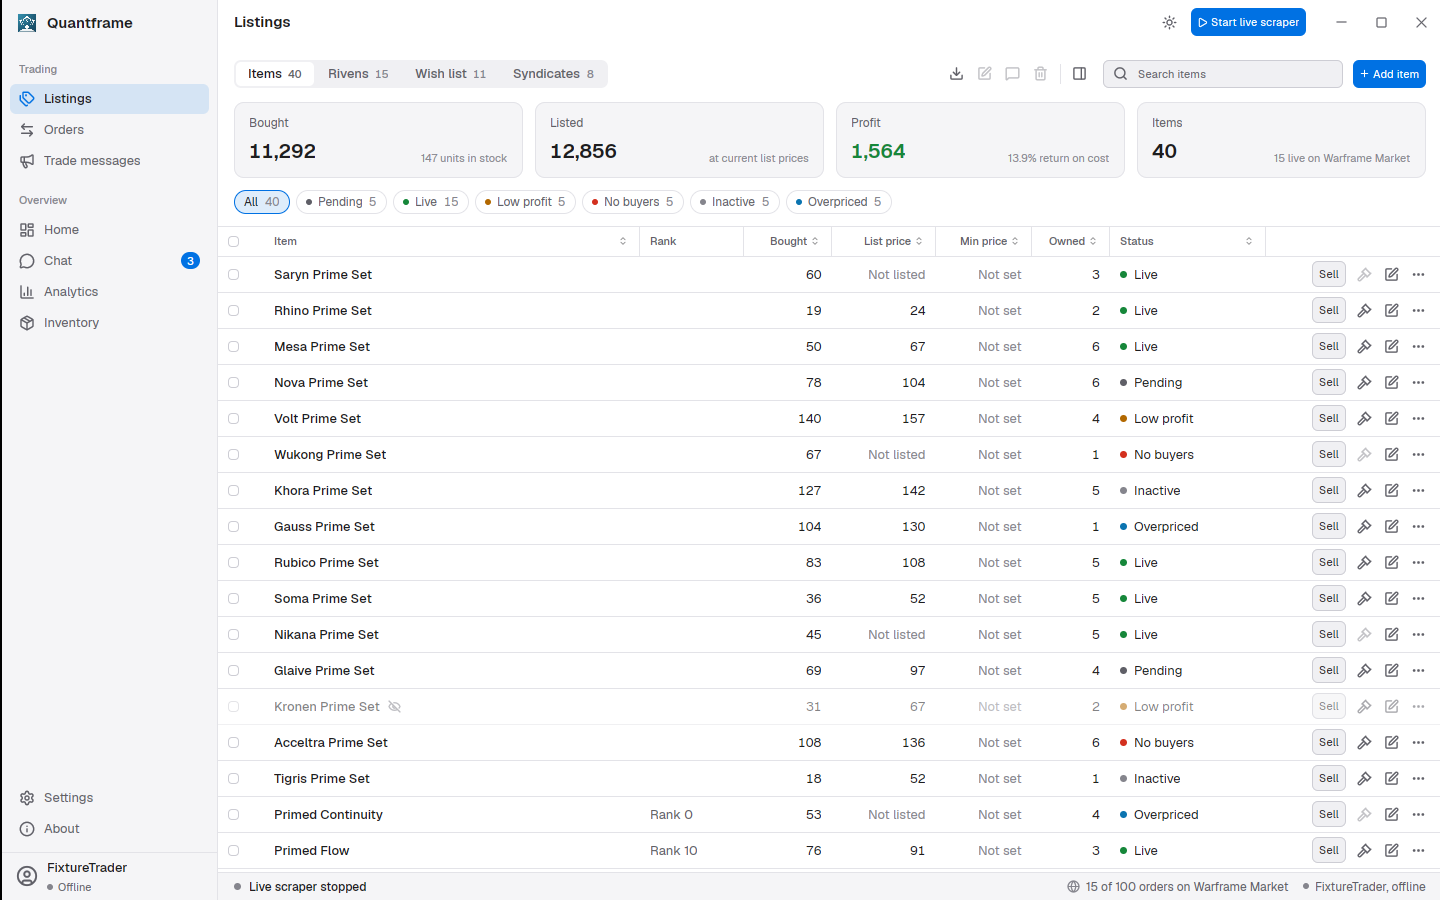 Quantframe
Listings
Start live scraper
Trading
Listings
Orders
Trade messages
Overview
Home
Chat 3
Analytics
Inventory
Settings
About
FixtureTrader
Offline
Items 40 Rivens 15 Wish list 11 Syndicates 8
Search items
+ Add item
Bought
11,292 147 units in stock
Listed
12,856 at current list prices
Profit
1,564 13.9% return on cost
Items
40 15 live on Warframe Market
All 40 Pending 5 Live 15 Low profit 5 No buyers 5 Inactive 5 Overpriced 5
Item Rank Bought List price Min price Owned Status
Saryn Prime Set 60 Not listed Not set 3 Live Sell
Rhino Prime Set 19 24 Not set 2 Live Sell
Mesa Prime Set 50 67 Not set 6 Live Sell
Nova Prime Set 78 104 Not set 6 Pending Sell
Volt Prime Set 140 157 Not set 4 Low profit Sell
Wukong Prime Set 67 Not listed Not set 1 No buyers Sell
Khora Prime Set 127 142 Not set 5 Inactive Sell
Gauss Prime Set 104 130 Not set 1 Overpriced Sell
Rubico Prime Set 83 108 Not set 5 Live Sell
Soma Prime Set 36 52 Not set 5 Live Sell
Nikana Prime Set 45 Not listed Not set 5 Live Sell
Glaive Prime Set 69 97 Not set 4 Pending Sell
Kronen Prime Set 31 67 Not set 2 Low profit Sell
Acceltra Prime Set 108 136 Not set 6 No buyers Sell
Tigris Prime Set 18 52 Not set 1 Inactive Sell
Primed Continuity Rank 0 53 Not listed Not set 4 Overpriced Sell
Primed Flow Rank 10 76 91 Not set 3 Live Sell
Live scraper stopped 15 of 100 orders on Warframe Market FixtureTrader, offline